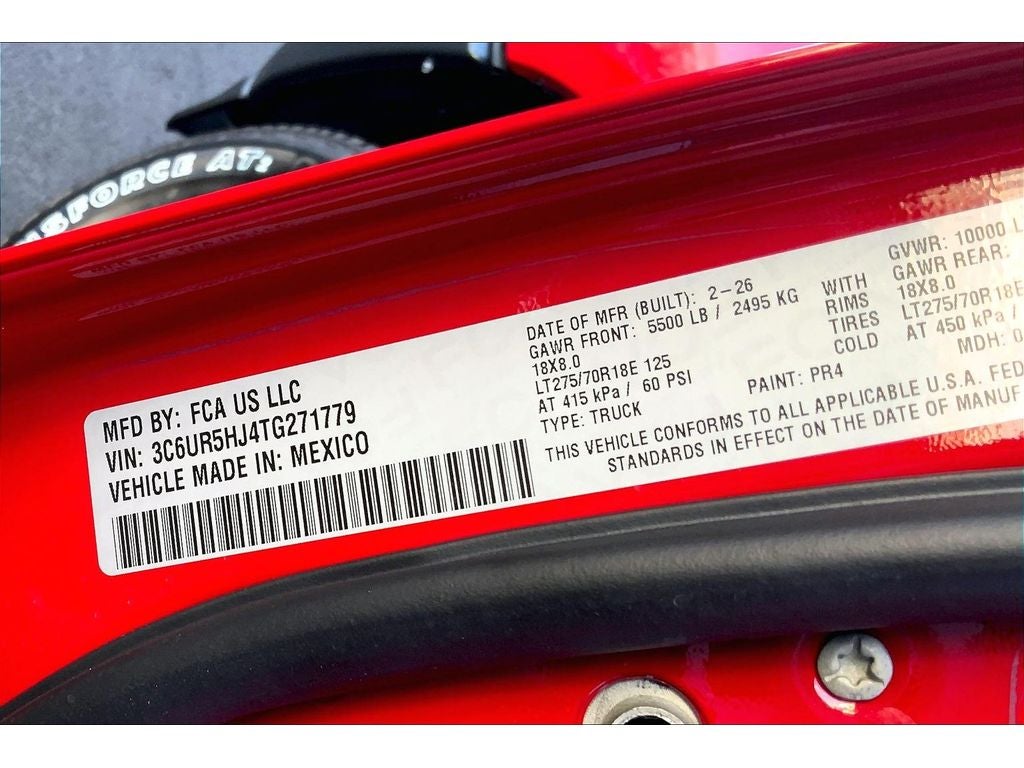 SFORCE AT2
MFD BY: FCA US LLC
VIN: 3C6UR5HJ4TG271779
VEHICLE MADE IN: MEXICO
DATE OF MFR (BUILT): 2-26
GAWR FRONT: 5500 LB / 2495 KG
18X8.0
LT275/70R18E 125
AT 415 kPa / 60 PSI
TYPE: TRUCK
PAINT: PR4
WITH
RIMS
TIRES
COLD
GVWR: 10000 L
GAWR REAR:
18X8.0
LT275/70R18E
AT 450 kPa /
MDH: 0
THIS VEHICLE CONFORMS TO ALL APPLICABLE U.S.A. FED
STANDARDS IN EFFECT ON THE DATE OF MANUF